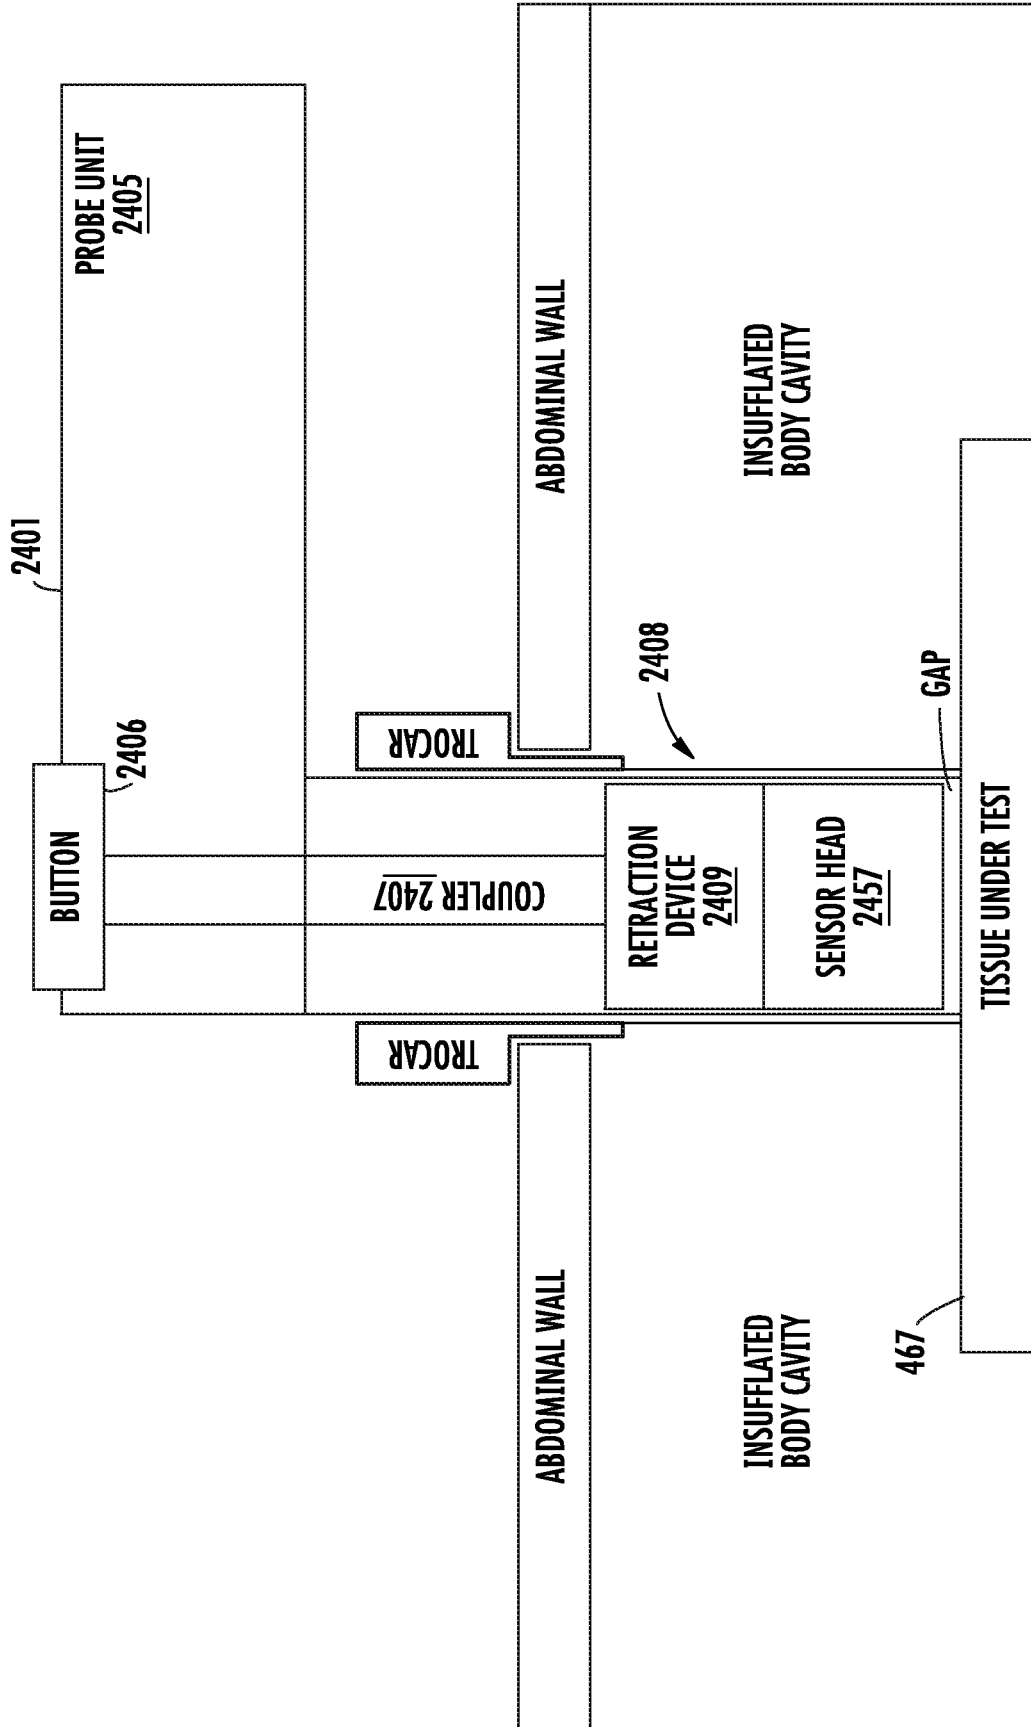 2401
PROBE UNIT
2405
BUTTON
2406
TROCAR
TROCAR
COUPLER 2407
ABDOMINAL WALL
ABDOMINAL WALL
2408
RETRACTION
DEVICE
2409
SENSOR HEAD
2457
GAP
INSUFFLATED
BODY CAVITY
INSUFFLATED
BODY CAVITY
467
TISSUE UNDER TEST